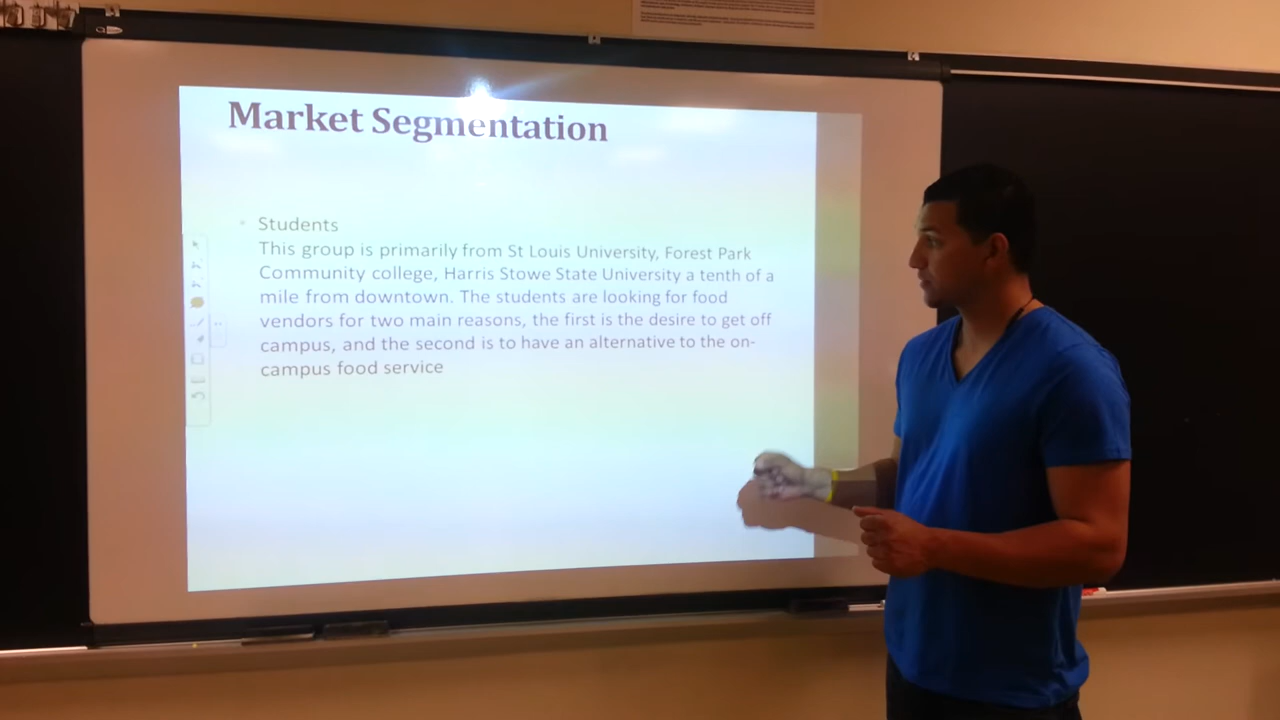 Market Segmentation
• Students
This group is primarily from St Louis University, Forest Park
Community college, Harris Stowe State University a tenth of a
mile from downtown. The students are looking for food
vendors for two main reasons, the first is the desire to get off
campus, and the second is to have an alternative to the on-
campus food service